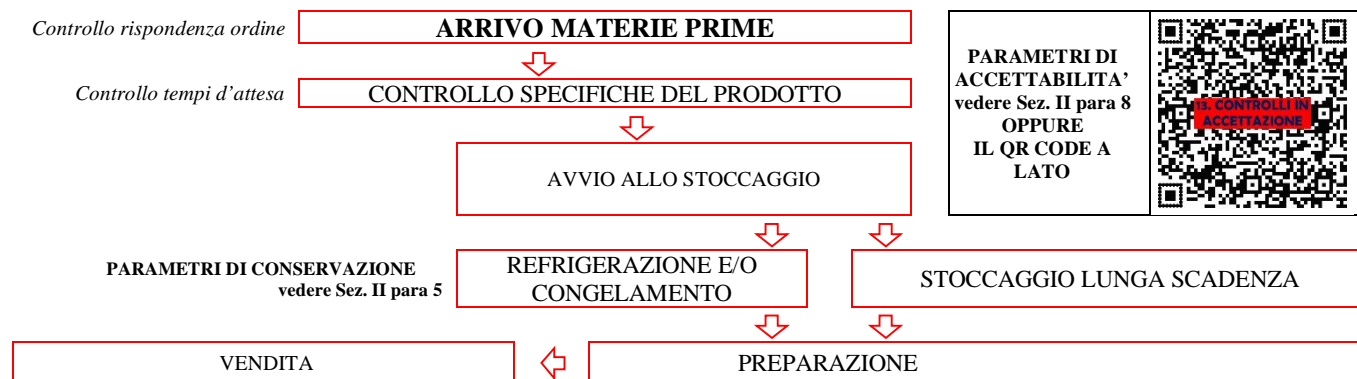 Controllo rispondenza ordine
ARRIVO MATERIE PRIME
Controllo tempi d'attesa
CONTROLLO SPECIFICHE DEL PRODOTTO
PARAMETRI DI
ACCETTABILITA'
vedere Sez. II para 8
OPPURE
IL QR CODE A
LATO
13. CONTROLLI IN
ACCETTAZIONE
AVVIO ALLO STOCCAGGIO
PARAMETRI DI CONSERVAZIONE
vedere Sez. II para 5
REFRIGERAZIONE E/O
CONGELAMENTO
STOCCAGGIO LUNGA SCADENZA
VENDITA
PREPARAZIONE